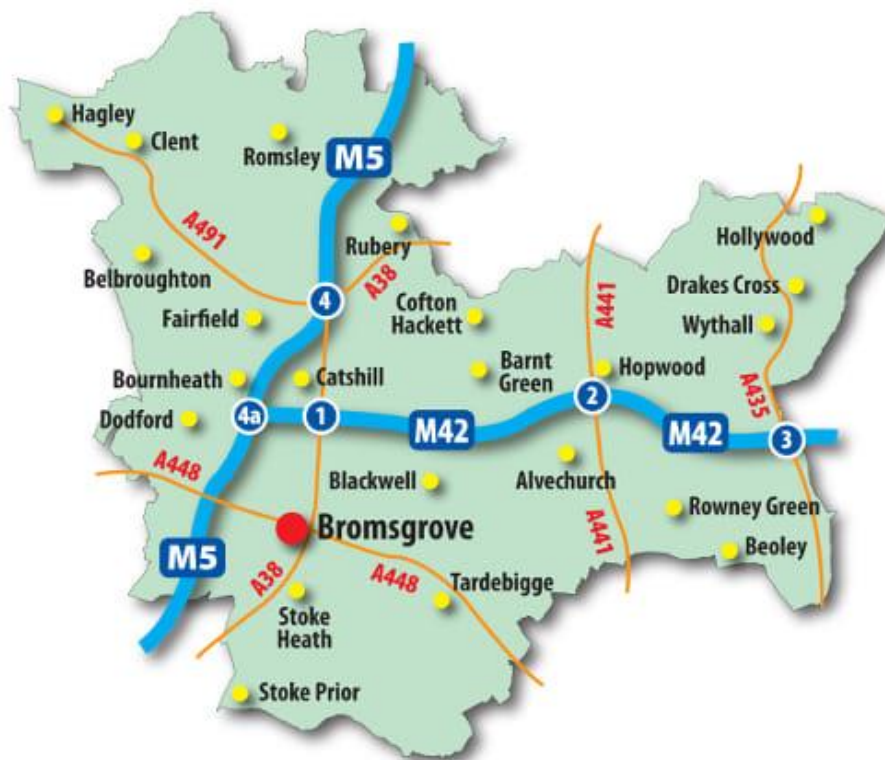 Hagley
Clent
Romsley
M5
A491
Rubery
Hollywood
Belbroughton
A38
Drakes Cross
4
Cofton
Hackett
A441
Fairfield
Wythall
Barnt
Green
Hopwood
Bournheath
Catshill
A435
2
Dodford
4a
1
M42
M42
3
A448
Blackwell
Alvechurch
Rowney Green
Bromsgrove
A441
Beoley
M5
A38
A448
Tardebigge
Stoke
Heath
Stoke Prior